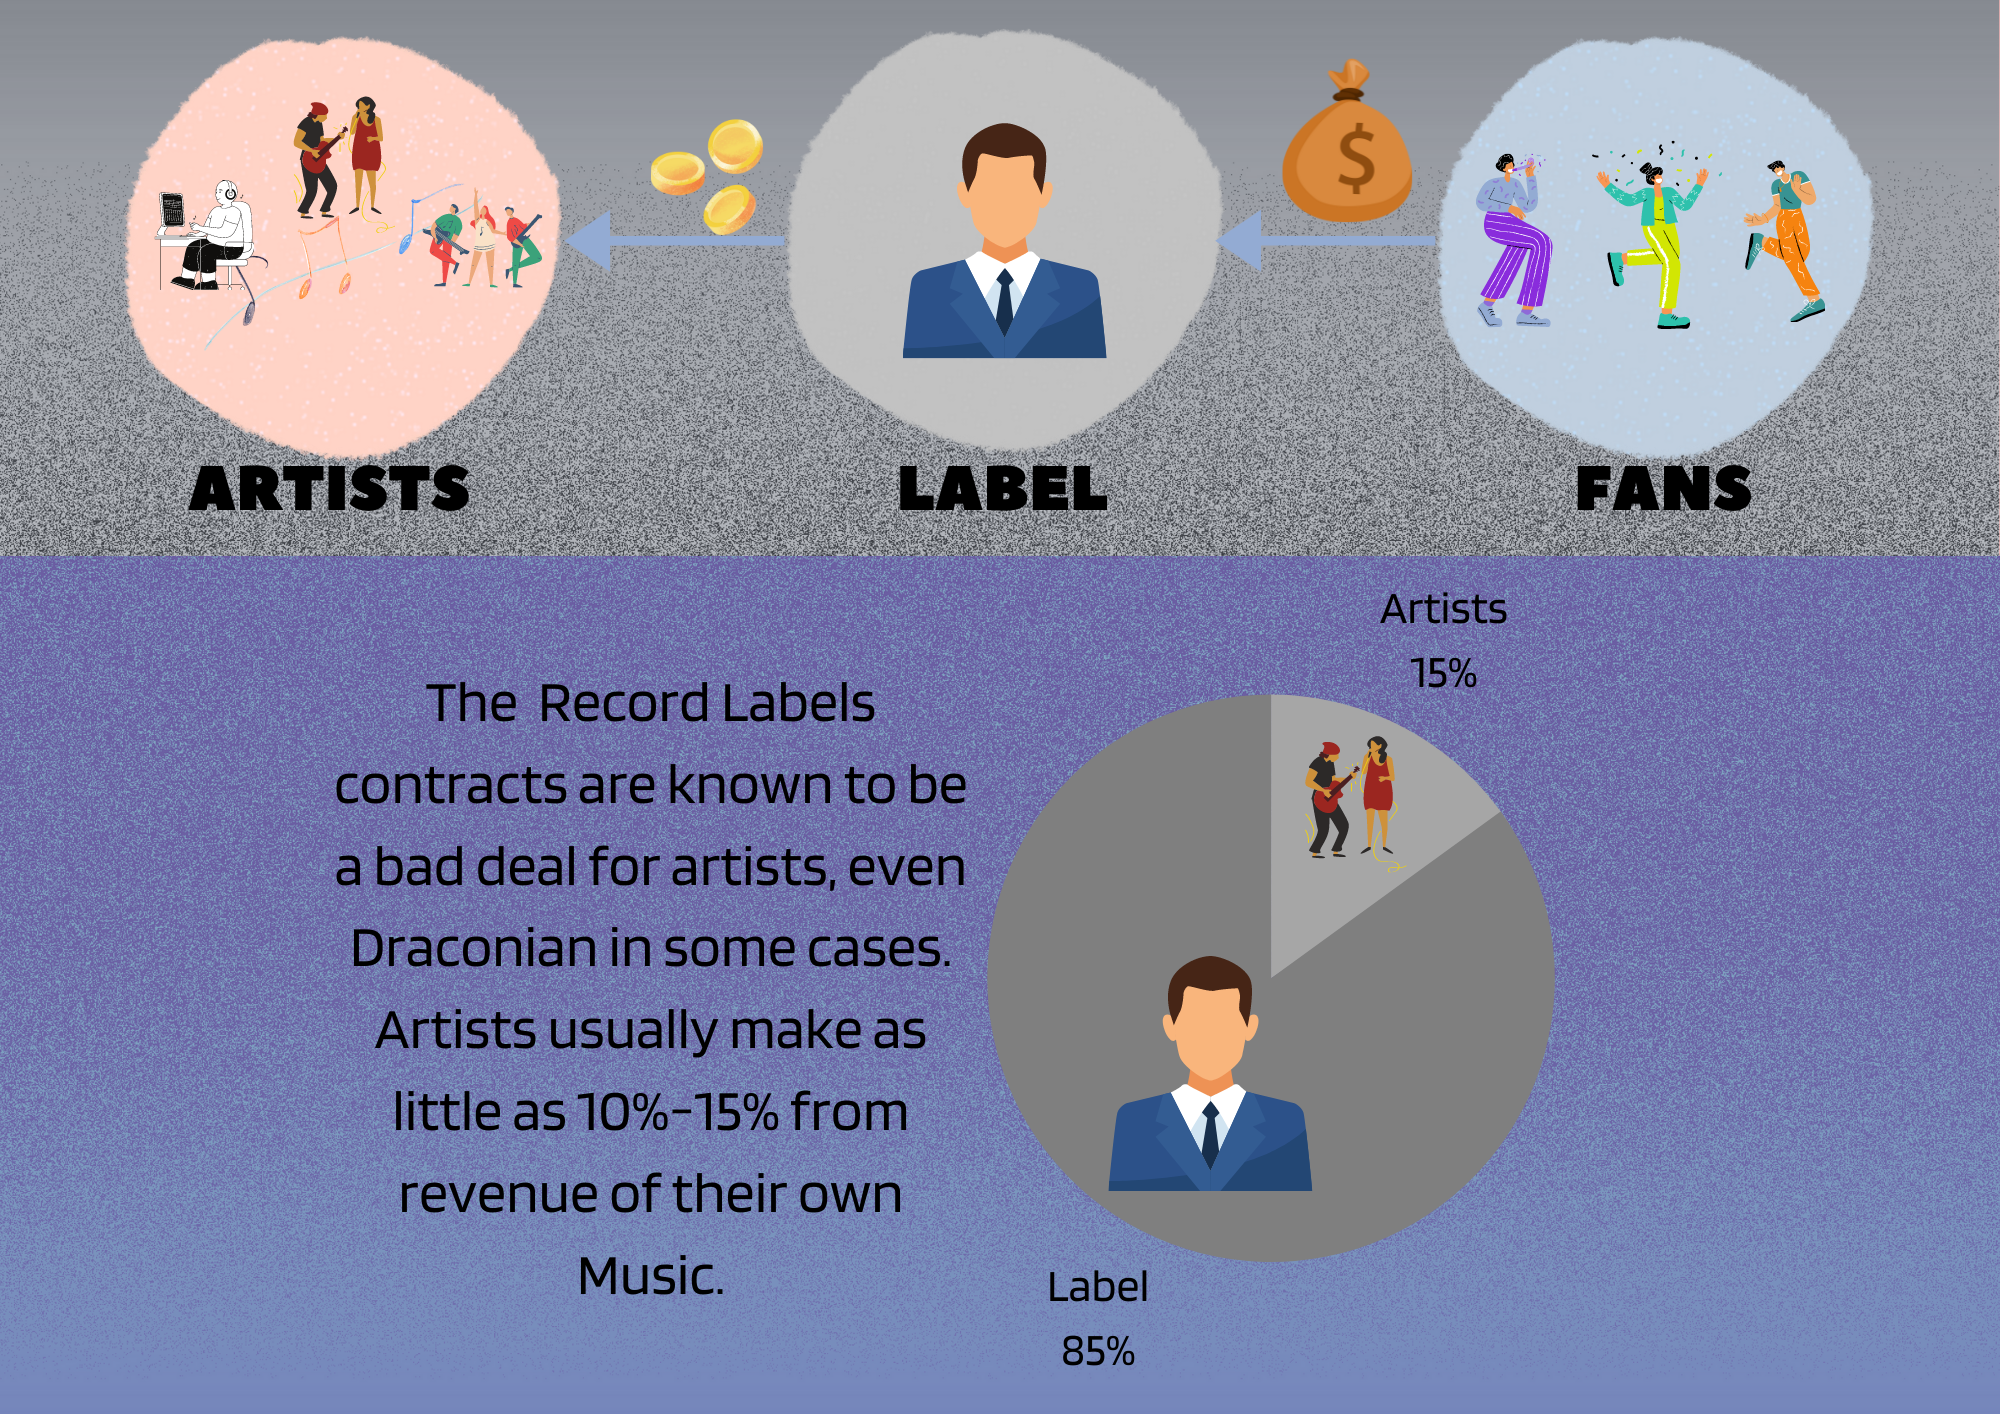 ARTISTS
LABEL
FANS
Artists
15%
The Record Labels
contracts are known to be
a bad deal for artists, even
Draconian in some cases.
Artists usually make as
little as 10%-15% from
revenue of their own
Music.
Label
85%